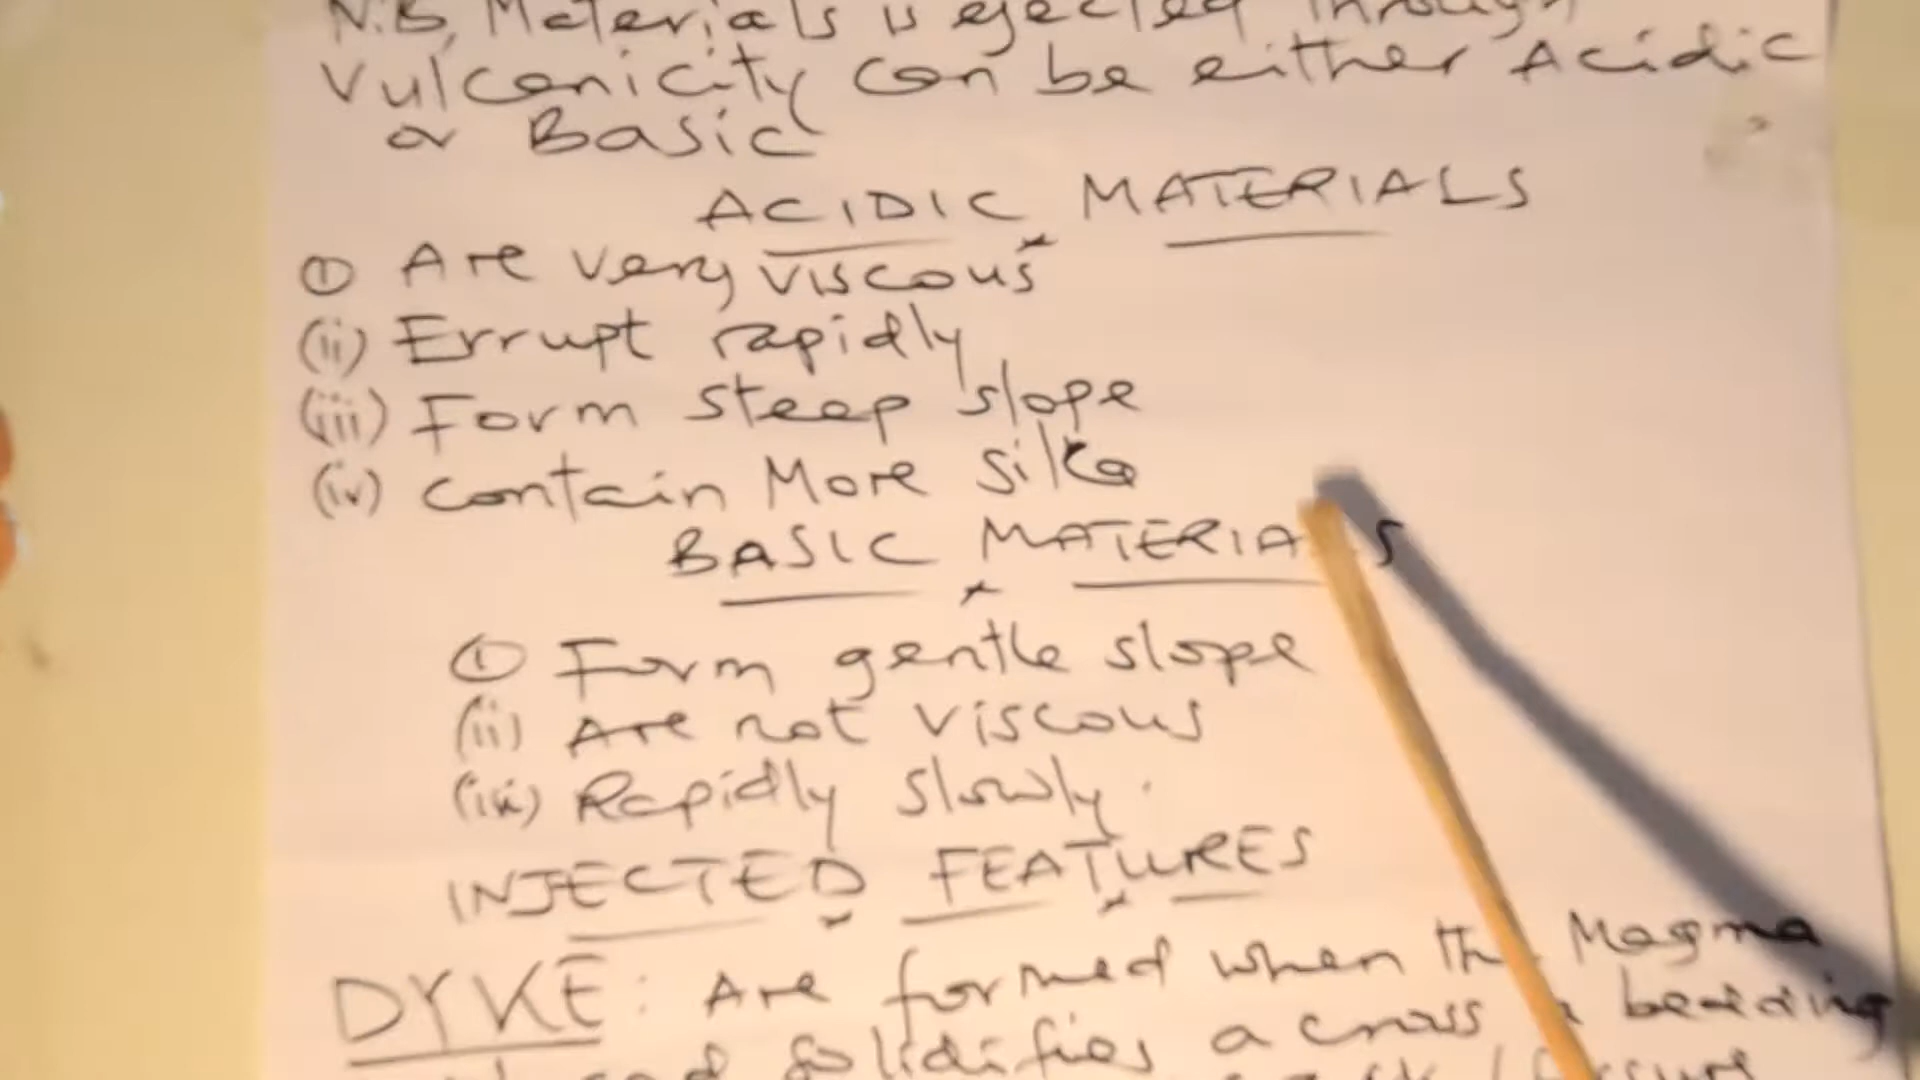 N.B, Materials is ejected through
Vulcanicity can be either Acidic
or Basic
ACIDIC MATERIALS
(i) Are very viscous
(ii) Errupt rapidly
(iii) Form steep slope
(iv) contain More silica
BASIC MATERIALS
(i) Form gentle slope
(ii) Are not viscous
(iii) Rapidly slowly.
INJECTED FEATURES
DYKE: Are formed when the Magma
solidifies across a bedding